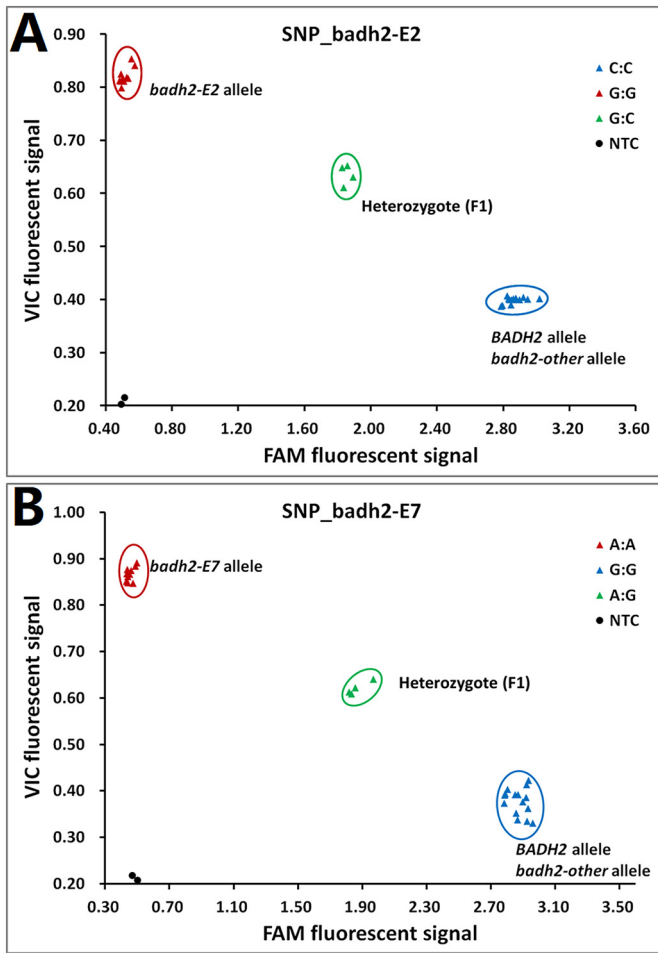 A
SNP_badh2-E2
0.90
0.80
0.70
0.60
0.50
0.40
0.30
0.20
VIC fluorescent signal
badh2-E2 allele
C:C
G:G
G:C
NTC
Heterozygote (F1)
BADH2 allele
badh2-other allele
0.40 0.80 1.20 1.60 2.00 2.40 2.80 3.20 3.60
FAM fluorescent signal
B
SNP_badh2-E7
1.00
0.90
0.80
0.70
0.60
0.50
0.40
0.30
0.20
VIC fluorescent signal
badh2-E7 allele
A:A
G:G
A:G
NTC
Heterozygote (F1)
BADH2 allele
badh2-other allele
0.30 0.70 1.10 1.50 1.90 2.30 2.70 3.10 3.50
FAM fluorescent signal